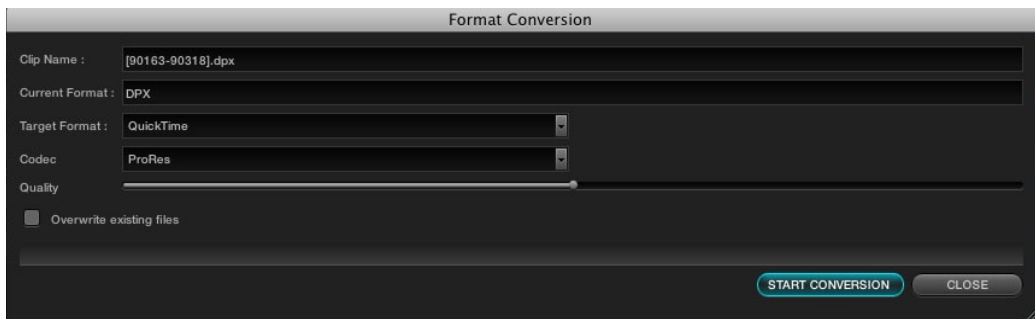 Format Conversion
Clip Name : [90163-90318].dpx
Current Format : DPX
Target Format : QuickTime
Codec ProRes
Quality
Overwrite existing files
START CONVERSION CLOSE